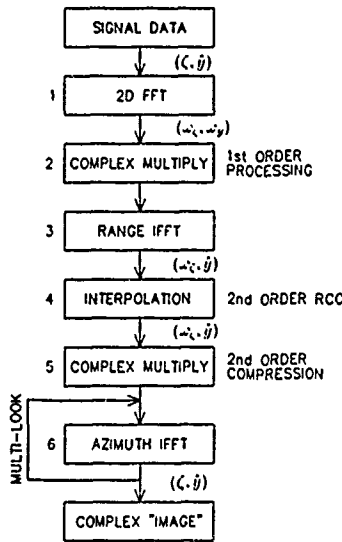 SIGNAL DATA
(ζ, ŷ)
1 2D FFT
(ω_ζ, ω_y)
2 COMPLEX MULTIPLY 1st ORDER
PROCESSING
3 RANGE IFFT
(ω_ζ, ŷ)
4 INTERPOLATION 2nd ORDER RCC
(ω_ζ, ŷ)
5 COMPLEX MULTIPLY 2nd ORDER
COMPRESSION
MULTI-LOOK
6 AZIMUTH IFFT
(ζ, ŷ)
COMPLEX "IMAGE"